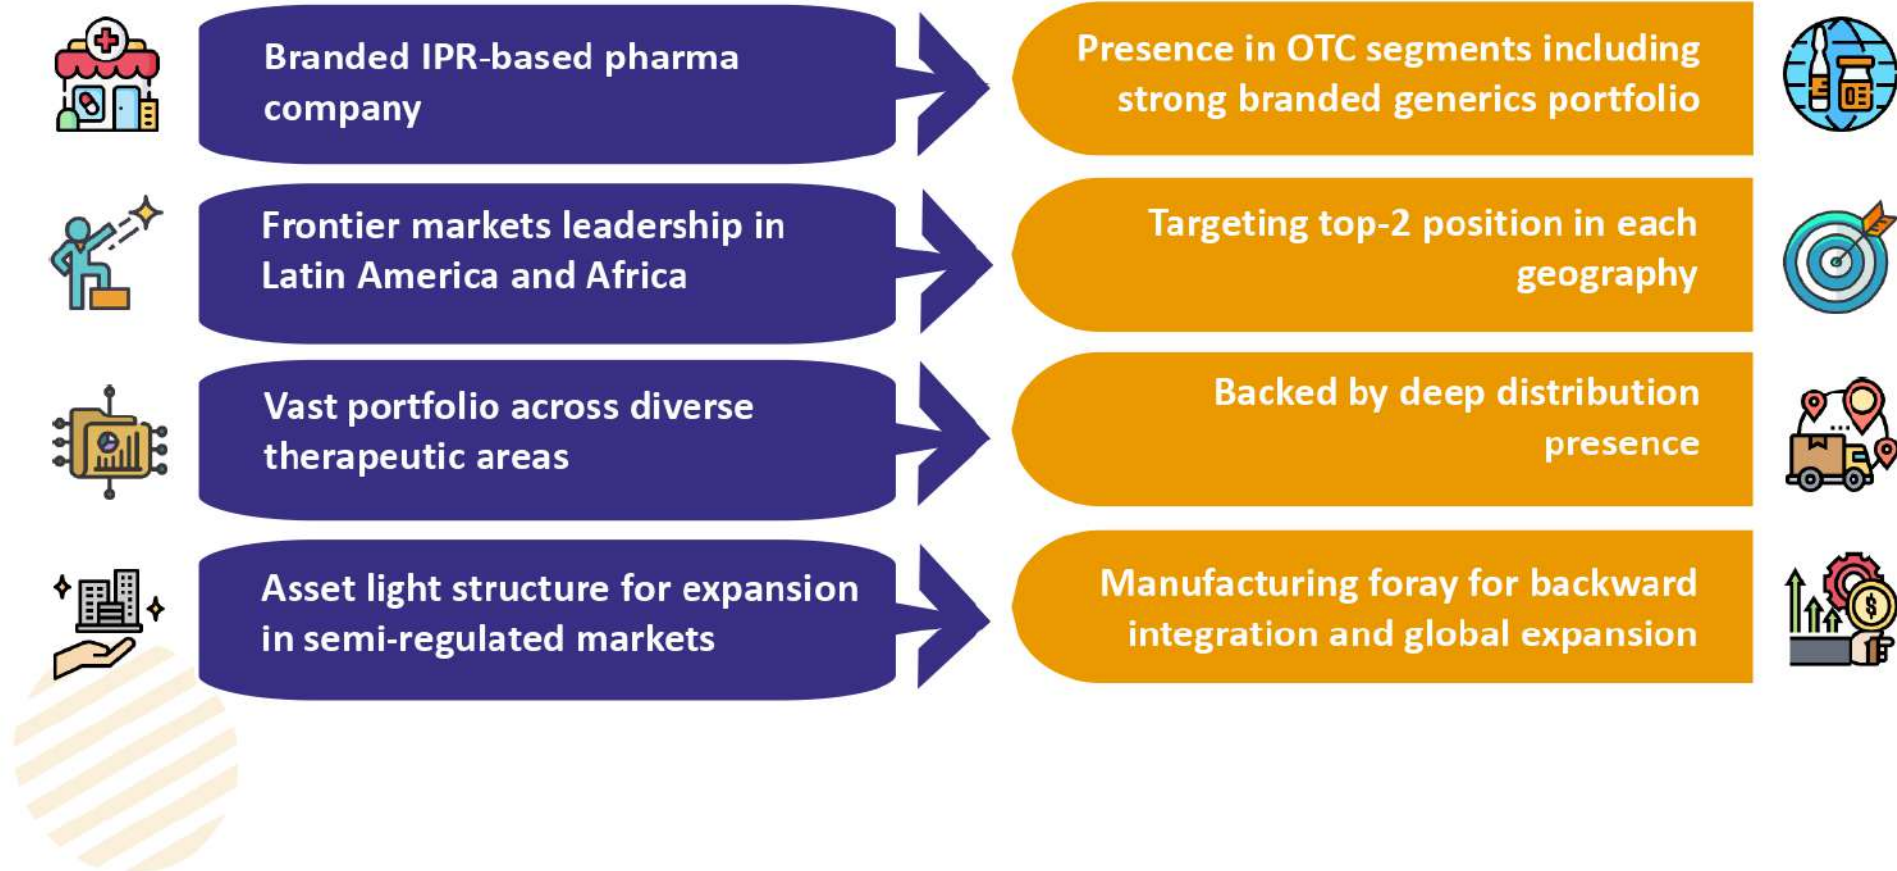 Branded IPR-based pharma
company
Presence in OTC segments including
strong branded generics portfolio
Frontier markets leadership in
Latin America and Africa
Targeting top-2 position in each
geography
Vast portfolio across diverse
therapeutic areas
Backed by deep distribution
presence
Asset light structure for expansion
in semi-regulated markets
Manufacturing foray for backward
integration and global expansion